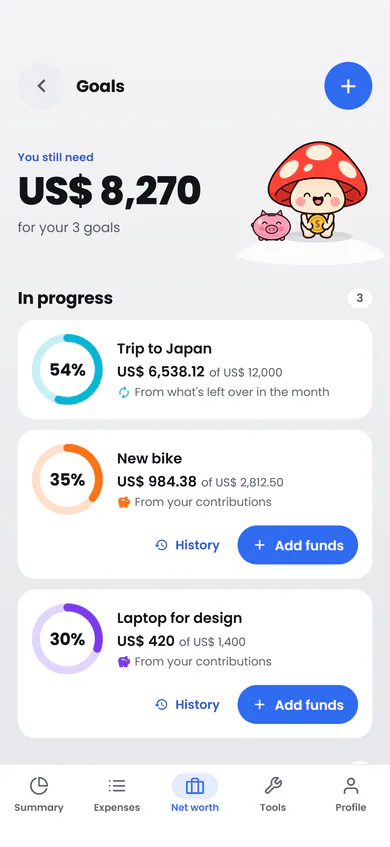 Goals
You still need
US$ 8,270
for your 3 goals
$
In progress
3
54%
Trip to Japan
US$ 6,538.12 of US$ 12,000
From what's left over in the month
35%
New bike
US$ 984.38 of US$ 2,812.50
From your contributions
History
+ Add funds
30%
Laptop for design
US$ 420 of US$ 1,400
From your contributions
History
+ Add funds
Summary
Expenses
Net worth
Tools
Profile